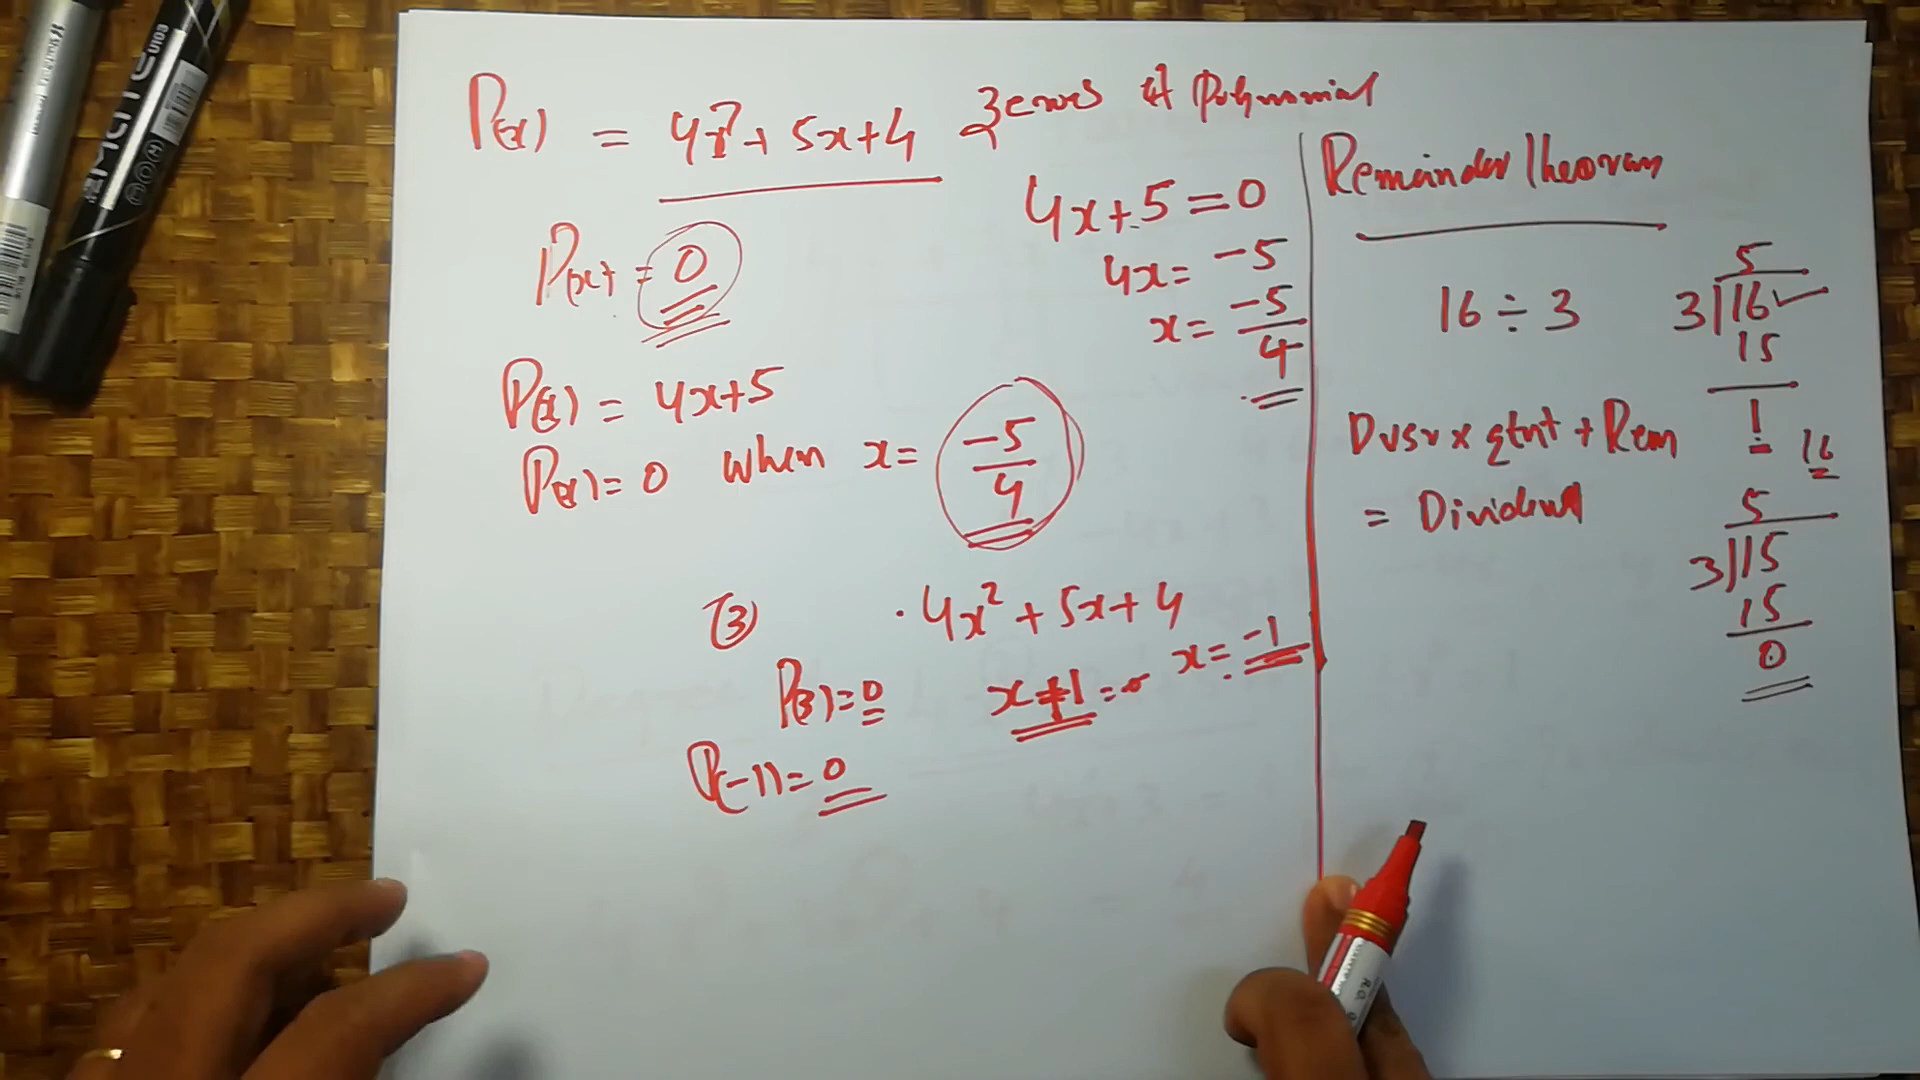 P(x) = 4x² + 5x + 4 Zeroes of Polynomial
P(x) = 0
P(x) = 4x+5
P(x) = 0 when x = -5/4
4x+5=0
4x = -5
x = -5/4
(3) 4x² + 5x + 4
P(3)=0 x+1=0 x = -1
P(-1) = 0
Remainder Theoram
16 ÷ 3
5
3|16
15
1
Dvsr x qtnt + Rem 16
= Dividend
5
3|15
15
0
U108